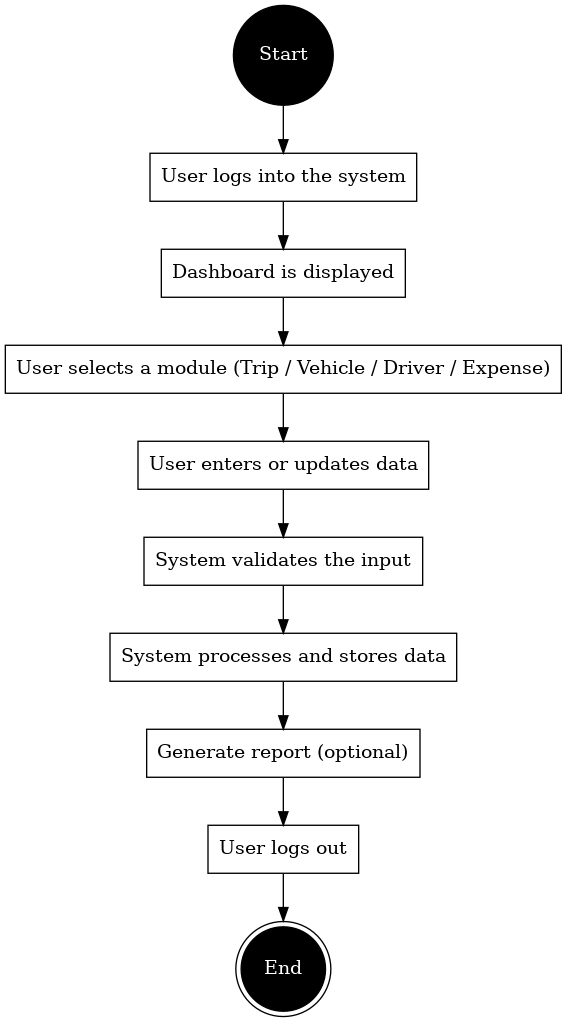 Start
User logs into the system
Dashboard is displayed
User selects a module (Trip / Vehicle / Driver / Expense)
User enters or updates data
System validates the input
System processes and stores data
Generate report (optional)
User logs out
End